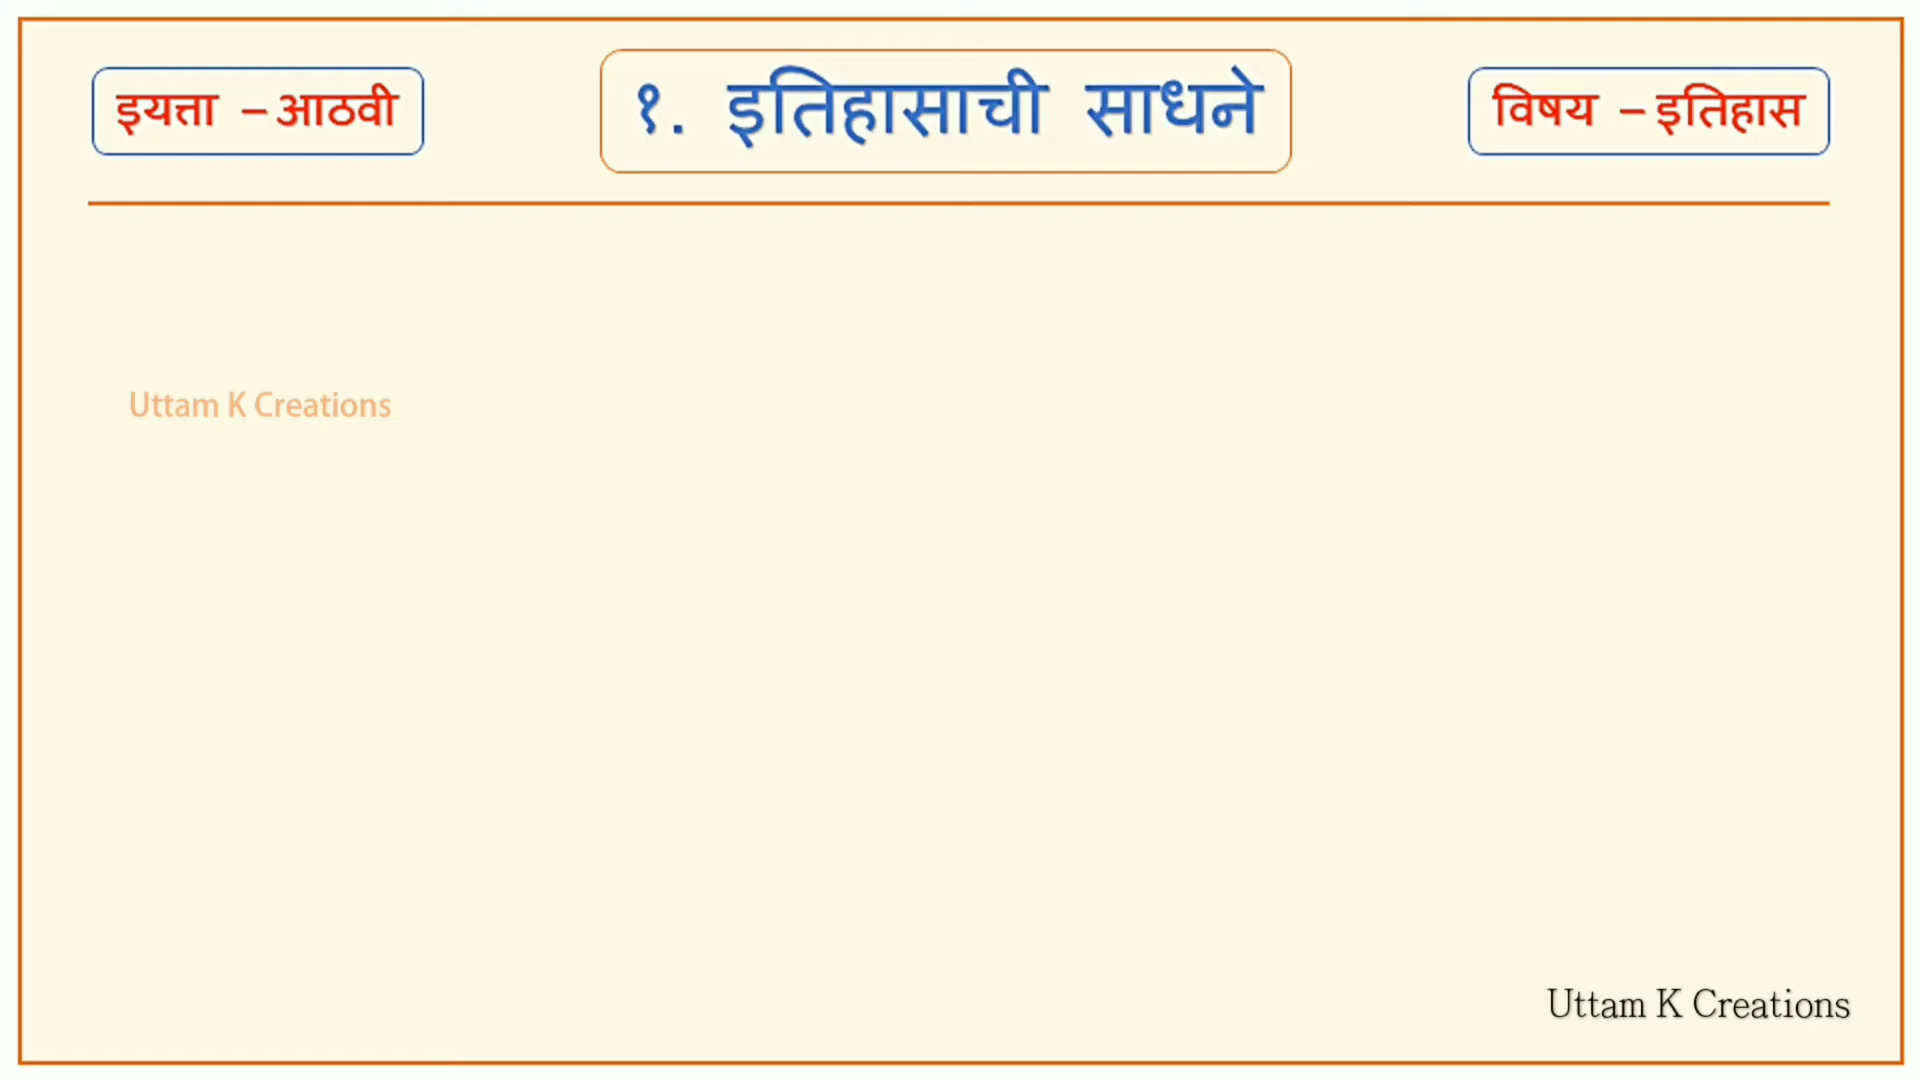 इयत्ता – आठवी
१. इतिहासाची साधने
विषय – इतिहास
Uttam K Creations
Uttam K Creations